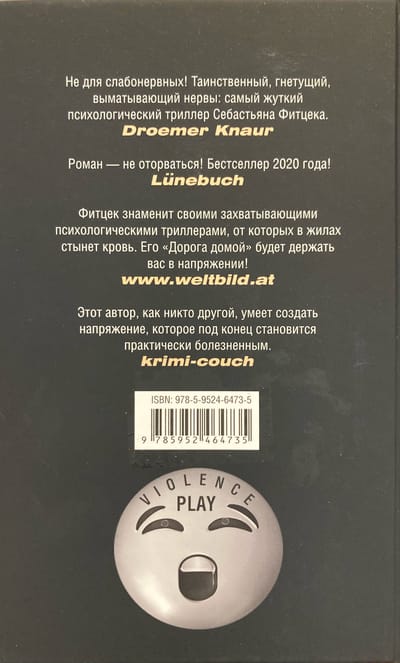 Не для слабонервных! Таинственный, гнетущий,
выматывающий нервы: самый жуткий
психологический триллер Себастьяна Фитцека.
Droemer Knaur
Роман — не оторваться! Бестселлер 2020 года!
Lünebuch
Фитцек знаменит своими захватывающими
психологическими триллерами, от которых в жилах
стынет кровь. Его «Дорога домой» будет держать
вас в напряжении!
www.weltbild.at
Этот автор, как никто другой, умеет создать
напряжение, которое под конец становится
практически болезненным.
krimi-couch
ISBN: 978-5-9524-6473-5
9 785952 464735
VIOLENCE
PLAY